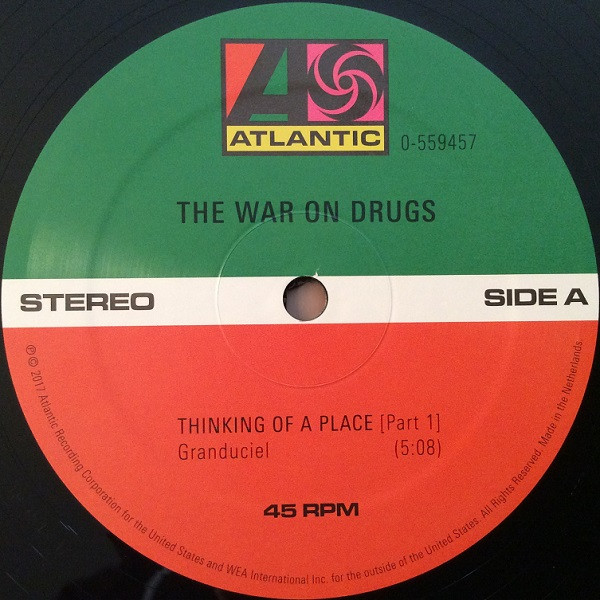 ATLANTIC
0-559457
THE WAR ON DRUGS
STEREO
SIDE A
THINKING OF A PLACE [Part 1]
Granduciel (5:08)
45 RPM
℗ © 2017 Atlantic Recording Corporation for the United States and WEA International Inc. for the outside of the United States. All Rights Reserved. Made in the Netherlands.